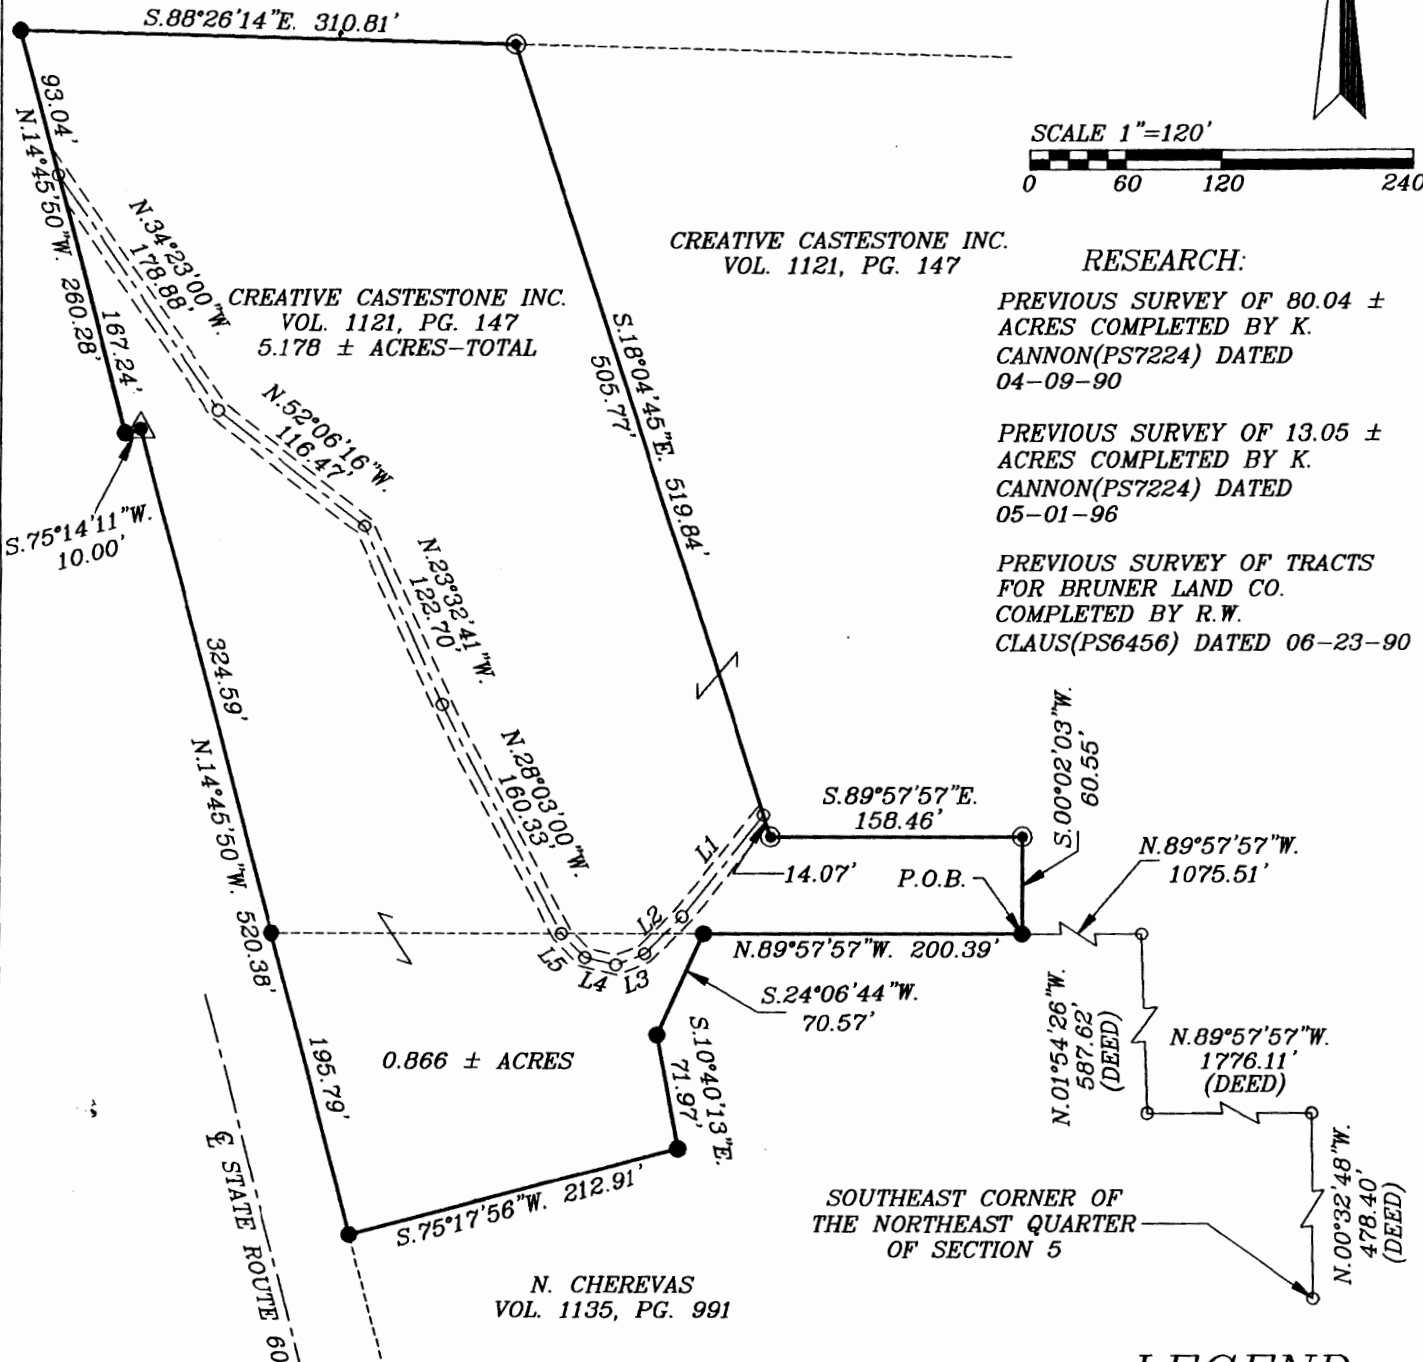 S.88°26'14"E. 310.81'
93.04'
N.14°45'50"W. 260.28'
167.24'
N.34°23'00"W.
178.88'
CREATIVE CASTESTONE INC.
VOL. 1121, PG. 147
5.178 ± ACRES-TOTAL
N.52°06'16"W.
116.47'
S.75°14'11"W.
10.00'
S.18°04'45"E. 519.84'
505.77'
CREATIVE CASTESTONE INC.
VOL. 1121, PG. 147
SCALE 1"=120'
0 60 120 240
RESEARCH:
PREVIOUS SURVEY OF 80.04 ±
ACRES COMPLETED BY K.
CANNON(PS7224) DATED
04-09-90
PREVIOUS SURVEY OF 13.05 ±
ACRES COMPLETED BY K.
CANNON(PS7224) DATED
05-01-96
PREVIOUS SURVEY OF TRACTS
FOR BRUNER LAND CO.
COMPLETED BY R.W.
CLAUS(PS6456) DATED 06-23-90
N.23°32'41"W.
122.70'
324.59'
N.14°45'50"W. 520.38'
N.28°03'00"W.
160.33'
L1
L2
L3
L4
L5
S.89°57'57"E.
158.46'
S.00°02'03"W.
60.55'
14.07'
P.O.B.
N.89°57'57"W.
1075.51'
N.89°57'57"W. 200.39'
S.24°06'44"W.
70.57'
S.10°40'13"E.
71.97'
0.866 ± ACRES
195.79'
S.75°17'56"W. 212.91'
N.01°54'26"W.
587.62'
(DEED)
N.89°57'57"W.
1776.11'
(DEED)
N.00°32'48"W.
478.40'
(DEED)
SOUTHEAST CORNER OF
THE NORTHEAST QUARTER
OF SECTION 5
℄ STATE ROUTE 60
N. CHEREVAS
VOL. 1135, PG. 991
LEGEND